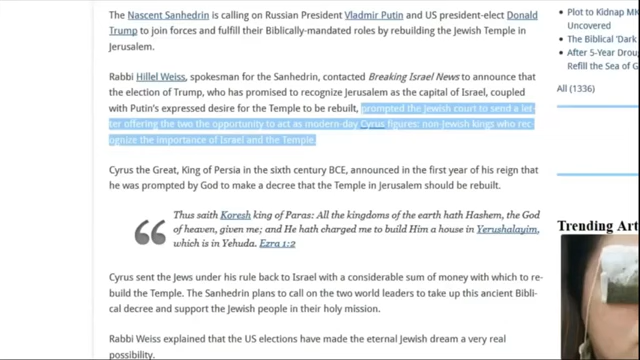 The Nascent Sanhedrin is calling on Russian President Vladimir Putin and US president-elect Donald
Trump to join forces and fulfill their Biblically-mandated roles by rebuilding the Jewish Temple in
Jerusalem.
Rabbi Hillel Weiss, spokesman for the Sanhedrin, contacted Breaking Israel News to announce that
the election of Trump, who has promised to recognize Jerusalem as the capital of Israel, coupled
with Putin's expressed desire for the Temple to be rebuilt, prompted the Jewish court to send a let-
ter offering the two the opportunity to act as modern-day Cyrus figures: non-Jewish kings who rec-
ognize the importance of Israel and the Temple.
Cyrus the Great, King of Persia in the sixth century BCE, announced in the first year of his reign that
he was prompted by God to make a decree that the Temple in Jerusalem should be rebuilt.
Thus saith Koresh king of Paras: All the kingdoms of the earth hath Hashem, the God
of heaven, given me; and He hath charged me to build Him a house in Yerushalayim,
which is in Yehuda. Ezra 1:2
Cyrus sent the Jews under his rule back to Israel with a considerable sum of money with which to re-
build the Temple. The Sanhedrin plans to call on the two world leaders to take up this ancient Bibli-
cal decree and support the Jewish people in their holy mission.
Rabbi Weiss explained that the US elections have made the eternal Jewish dream a very real
possibility.
Plot to Kidnap MK
Uncovered
The Biblical 'Dark
After 5-Year Drou
Refill the Sea of G
All (1336)
Trending Art